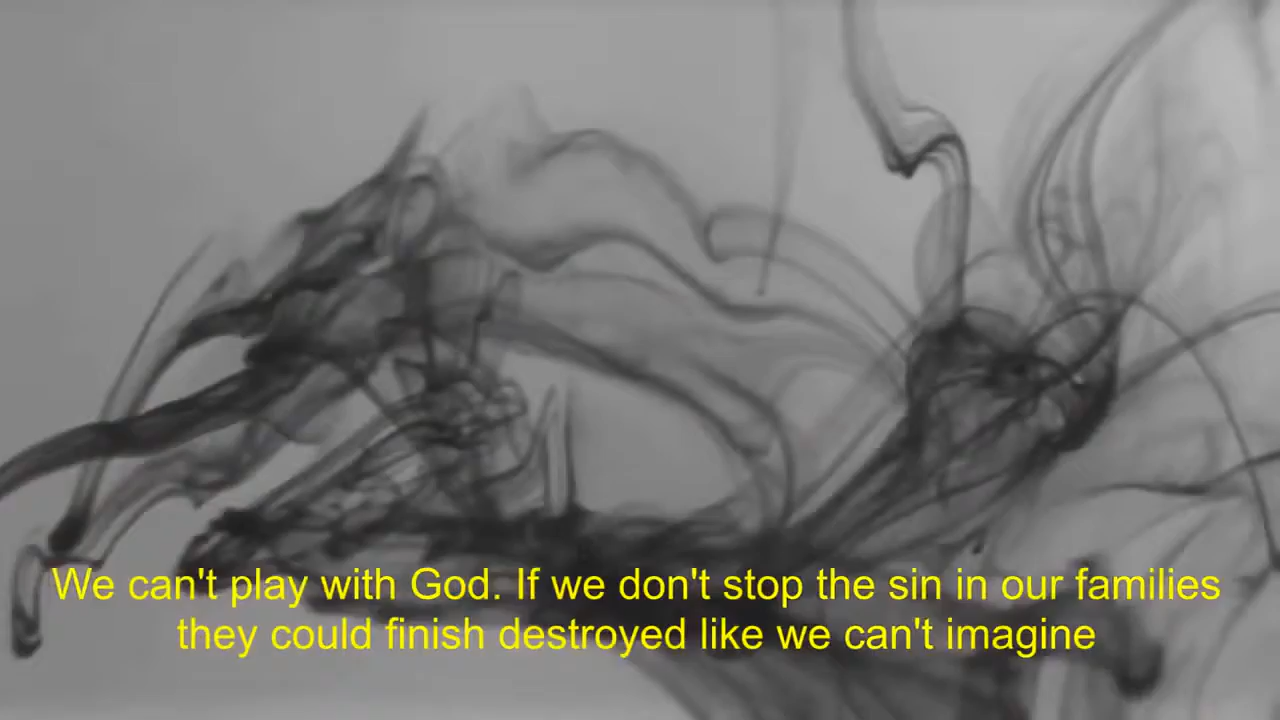 We can't play with God. If we don't stop the sin in our families
they could finish destroyed like we can't imagine